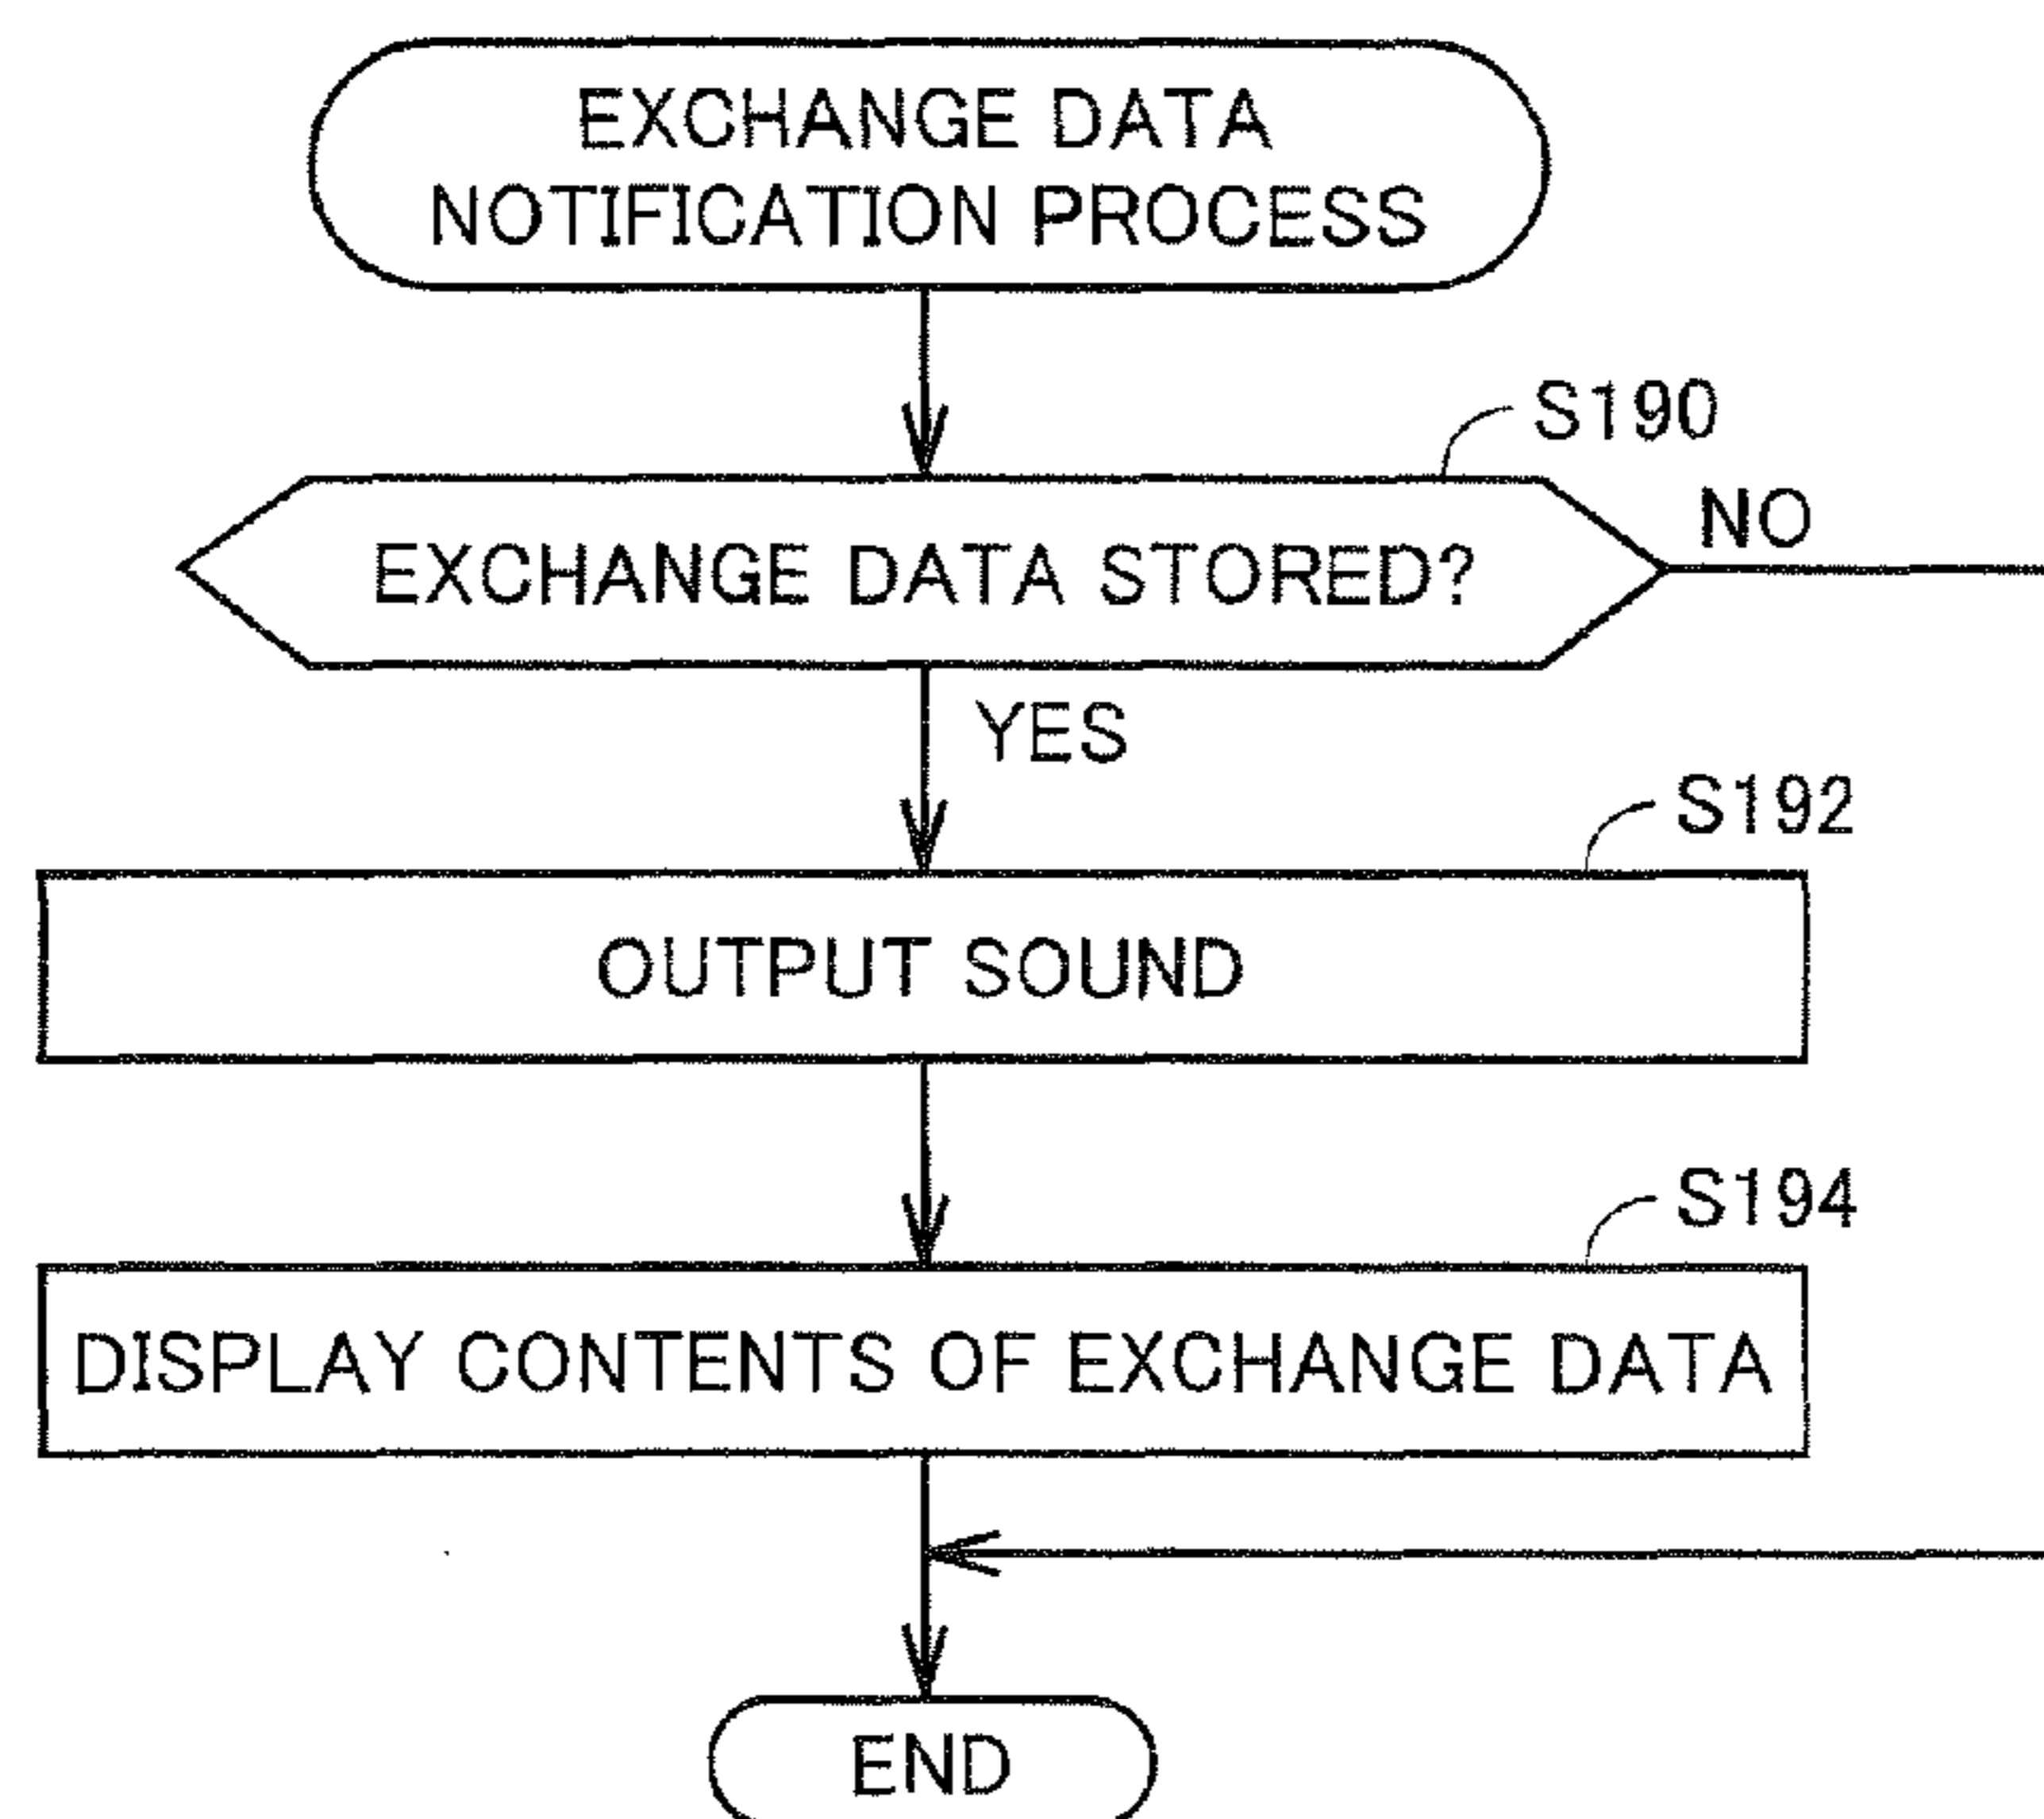 EXCHANGE DATA
NOTIFICATION PROCESS
S190
EXCHANGE DATA STORED?
NO
YES
S192
OUTPUT SOUND
S194
DISPLAY CONTENTS OF EXCHANGE DATA
END